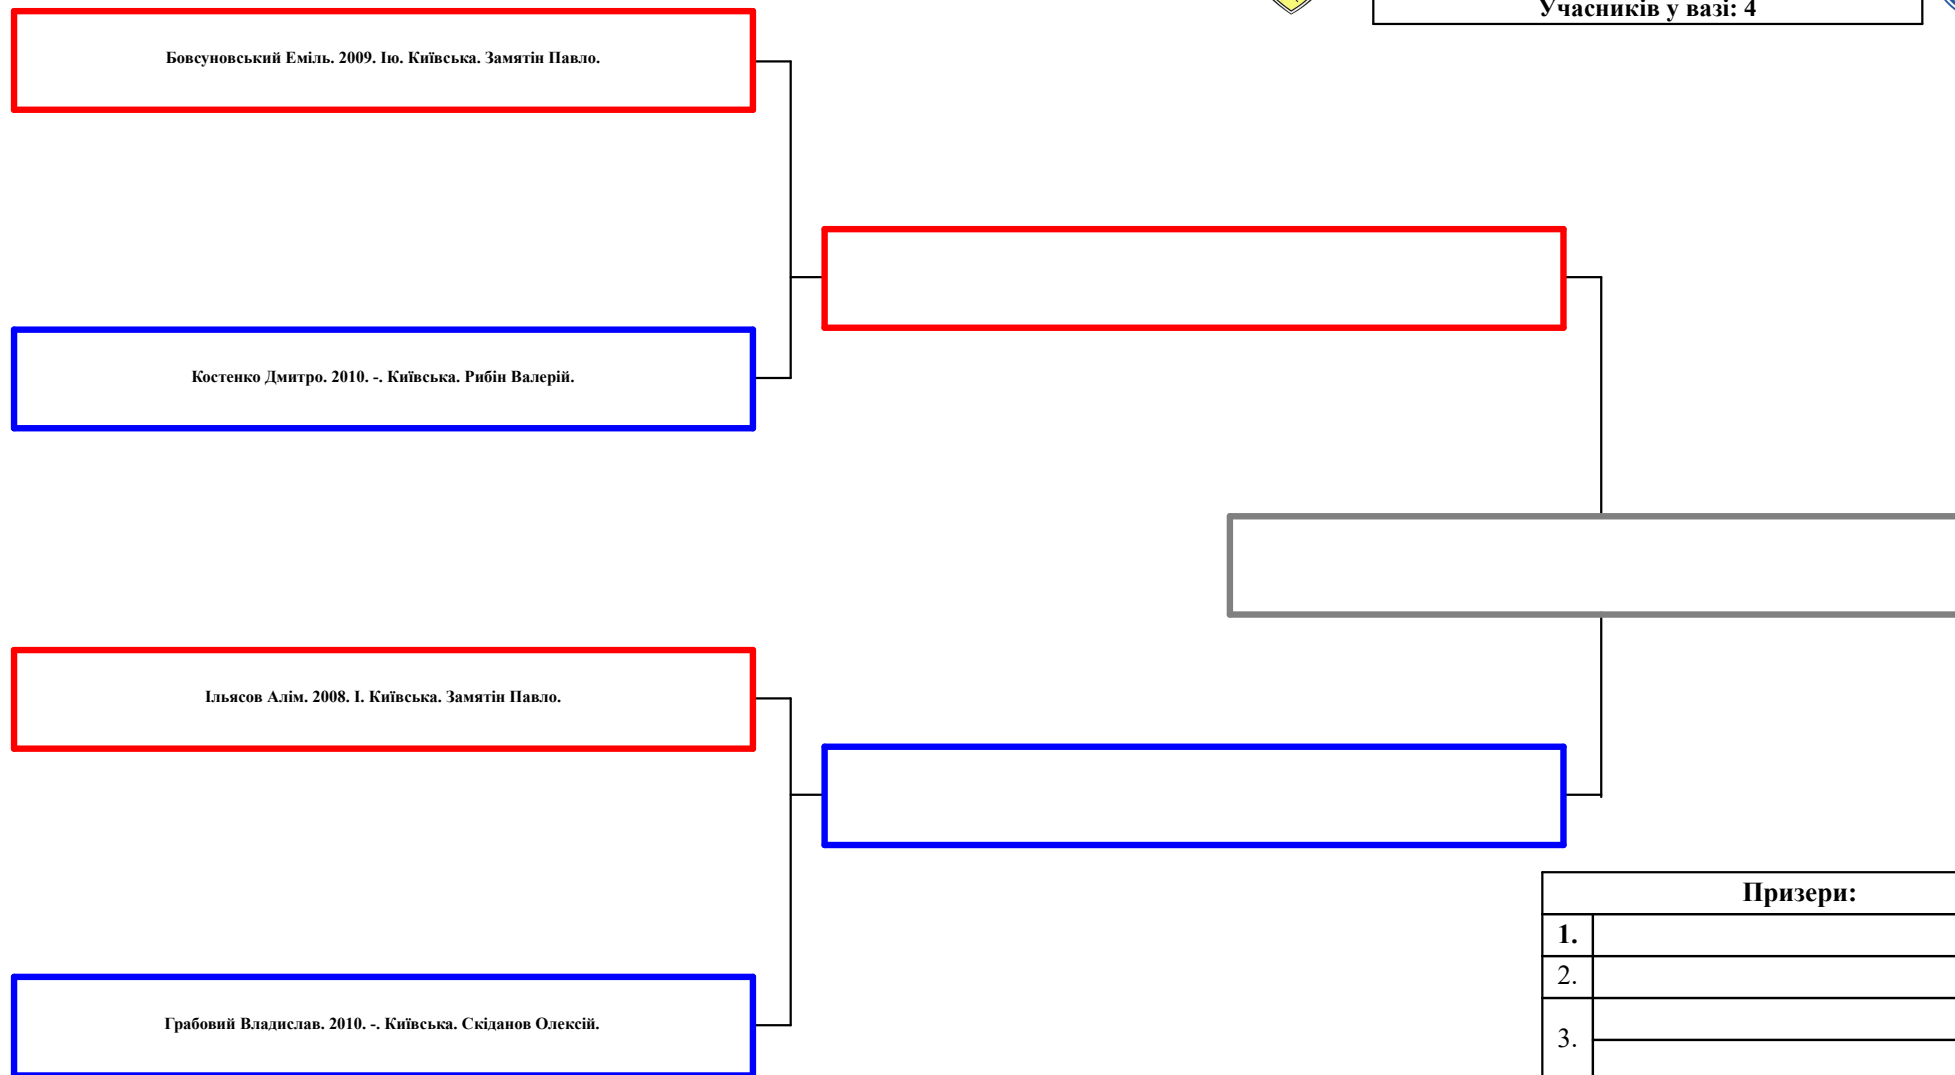 Учасників у вазі: 4
Бовсуновський Еміль. 2009. Ію. Київська. Замятін Павло.
Костенко Дмитро. 2010. -. Київська. Рибін Валерій.
Ільясов Алім. 2008. І. Київська. Замятін Павло.
Грабовий Владислав. 2010. -. Київська. Скіданов Олексій.
Призери:
1.
2.
3.